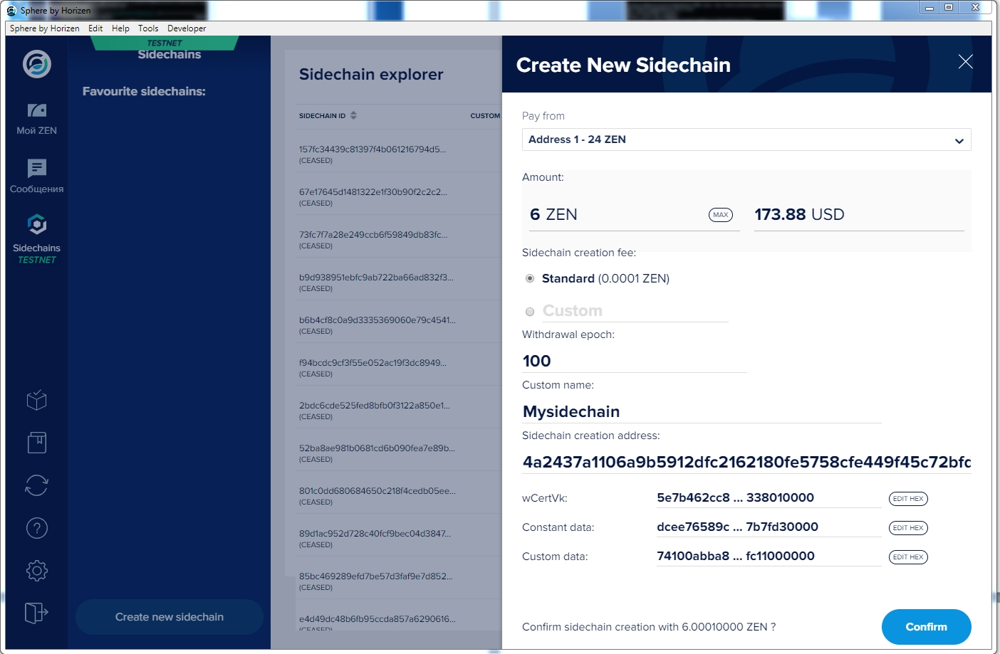 Sphere by Horizen
Sphere by Horizen Edit Help Tools Developer
TESTNET
Sidechains
Favourite sidechains:
Мой ZEN
Сообщения
Sidechains
TESTNET
Create new sidechain
Sidechain explorer
SIDECHAIN ID CUSTOM
157fc34439c81397f4b061216794d5...
(CEASED)
67e17645d1481322e1f30b90f2c2c2...
(CEASED)
73fc7f7a28e249ccb6f59849db83fc...
(CEASED)
b9d938951ebfc9ab722ba66ad832f3...
(CEASED)
b6b4cf8c0a9d3335369060e79c4541...
(CEASED)
f94bcdc9cf3f55e052ac19f3dc8949...
(CEASED)
2bdc6cde525fed8bfb0f3122a850e1...
(CEASED)
52ba8ae981b0681cd6b090fea7e89b...
(CEASED)
801c0dd680684650c218f4cedb05ee...
(CEASED)
89d1ac952d728c40fcf9bec04d3847...
(CEASED)
85bc469289efd7be57d3faf9e7d852...
(CEASED)
e4d49dc48b6fb95ccda857a6290616...
(CEASED)
Create New Sidechain
Pay from
Address 1 - 24 ZEN
Amount:
6 ZEN MAX 173.88 USD
Sidechain creation fee:
Standard (0.0001 ZEN)
Custom
Withdrawal epoch:
100
Custom name:
Mysidechain
Sidechain creation address:
4a2437a1106a9b5912dfc2162180fe5758cfe449f45c72bfc
wCertVk: 5e7b462cc8 ... 338010000 EDIT HEX
Constant data: dcee76589c ... 7b7fd30000 EDIT HEX
Custom data: 74100abba8 ... fc11000000 EDIT HEX
Confirm sidechain creation with 6.00010000 ZEN ?
Confirm